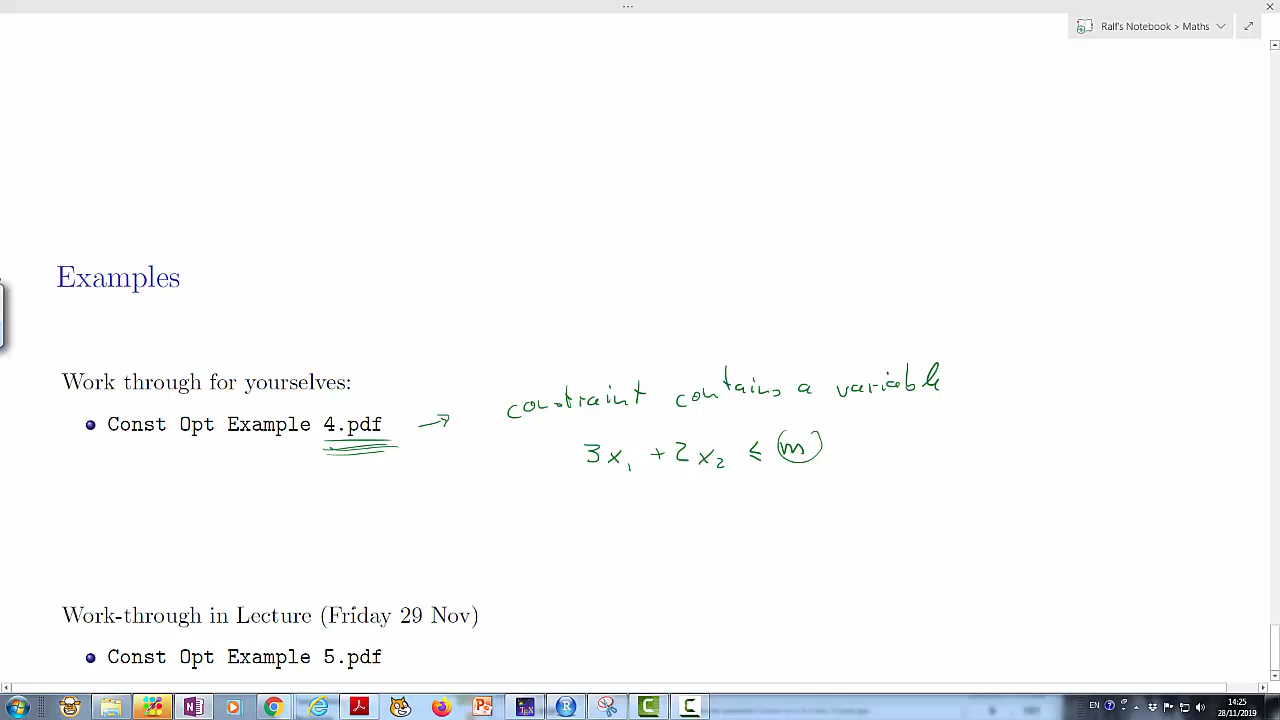 Ralf's Notebook > Maths
Examples
Work through for yourselves:
Const Opt Example 4.pdf → constraint contains a variable
3x₁ + 2x₂ ≤ m
Work-through in Lecture (Friday 29 Nov)
Const Opt Example 5.pdf
EN
14:25
28/11/2019